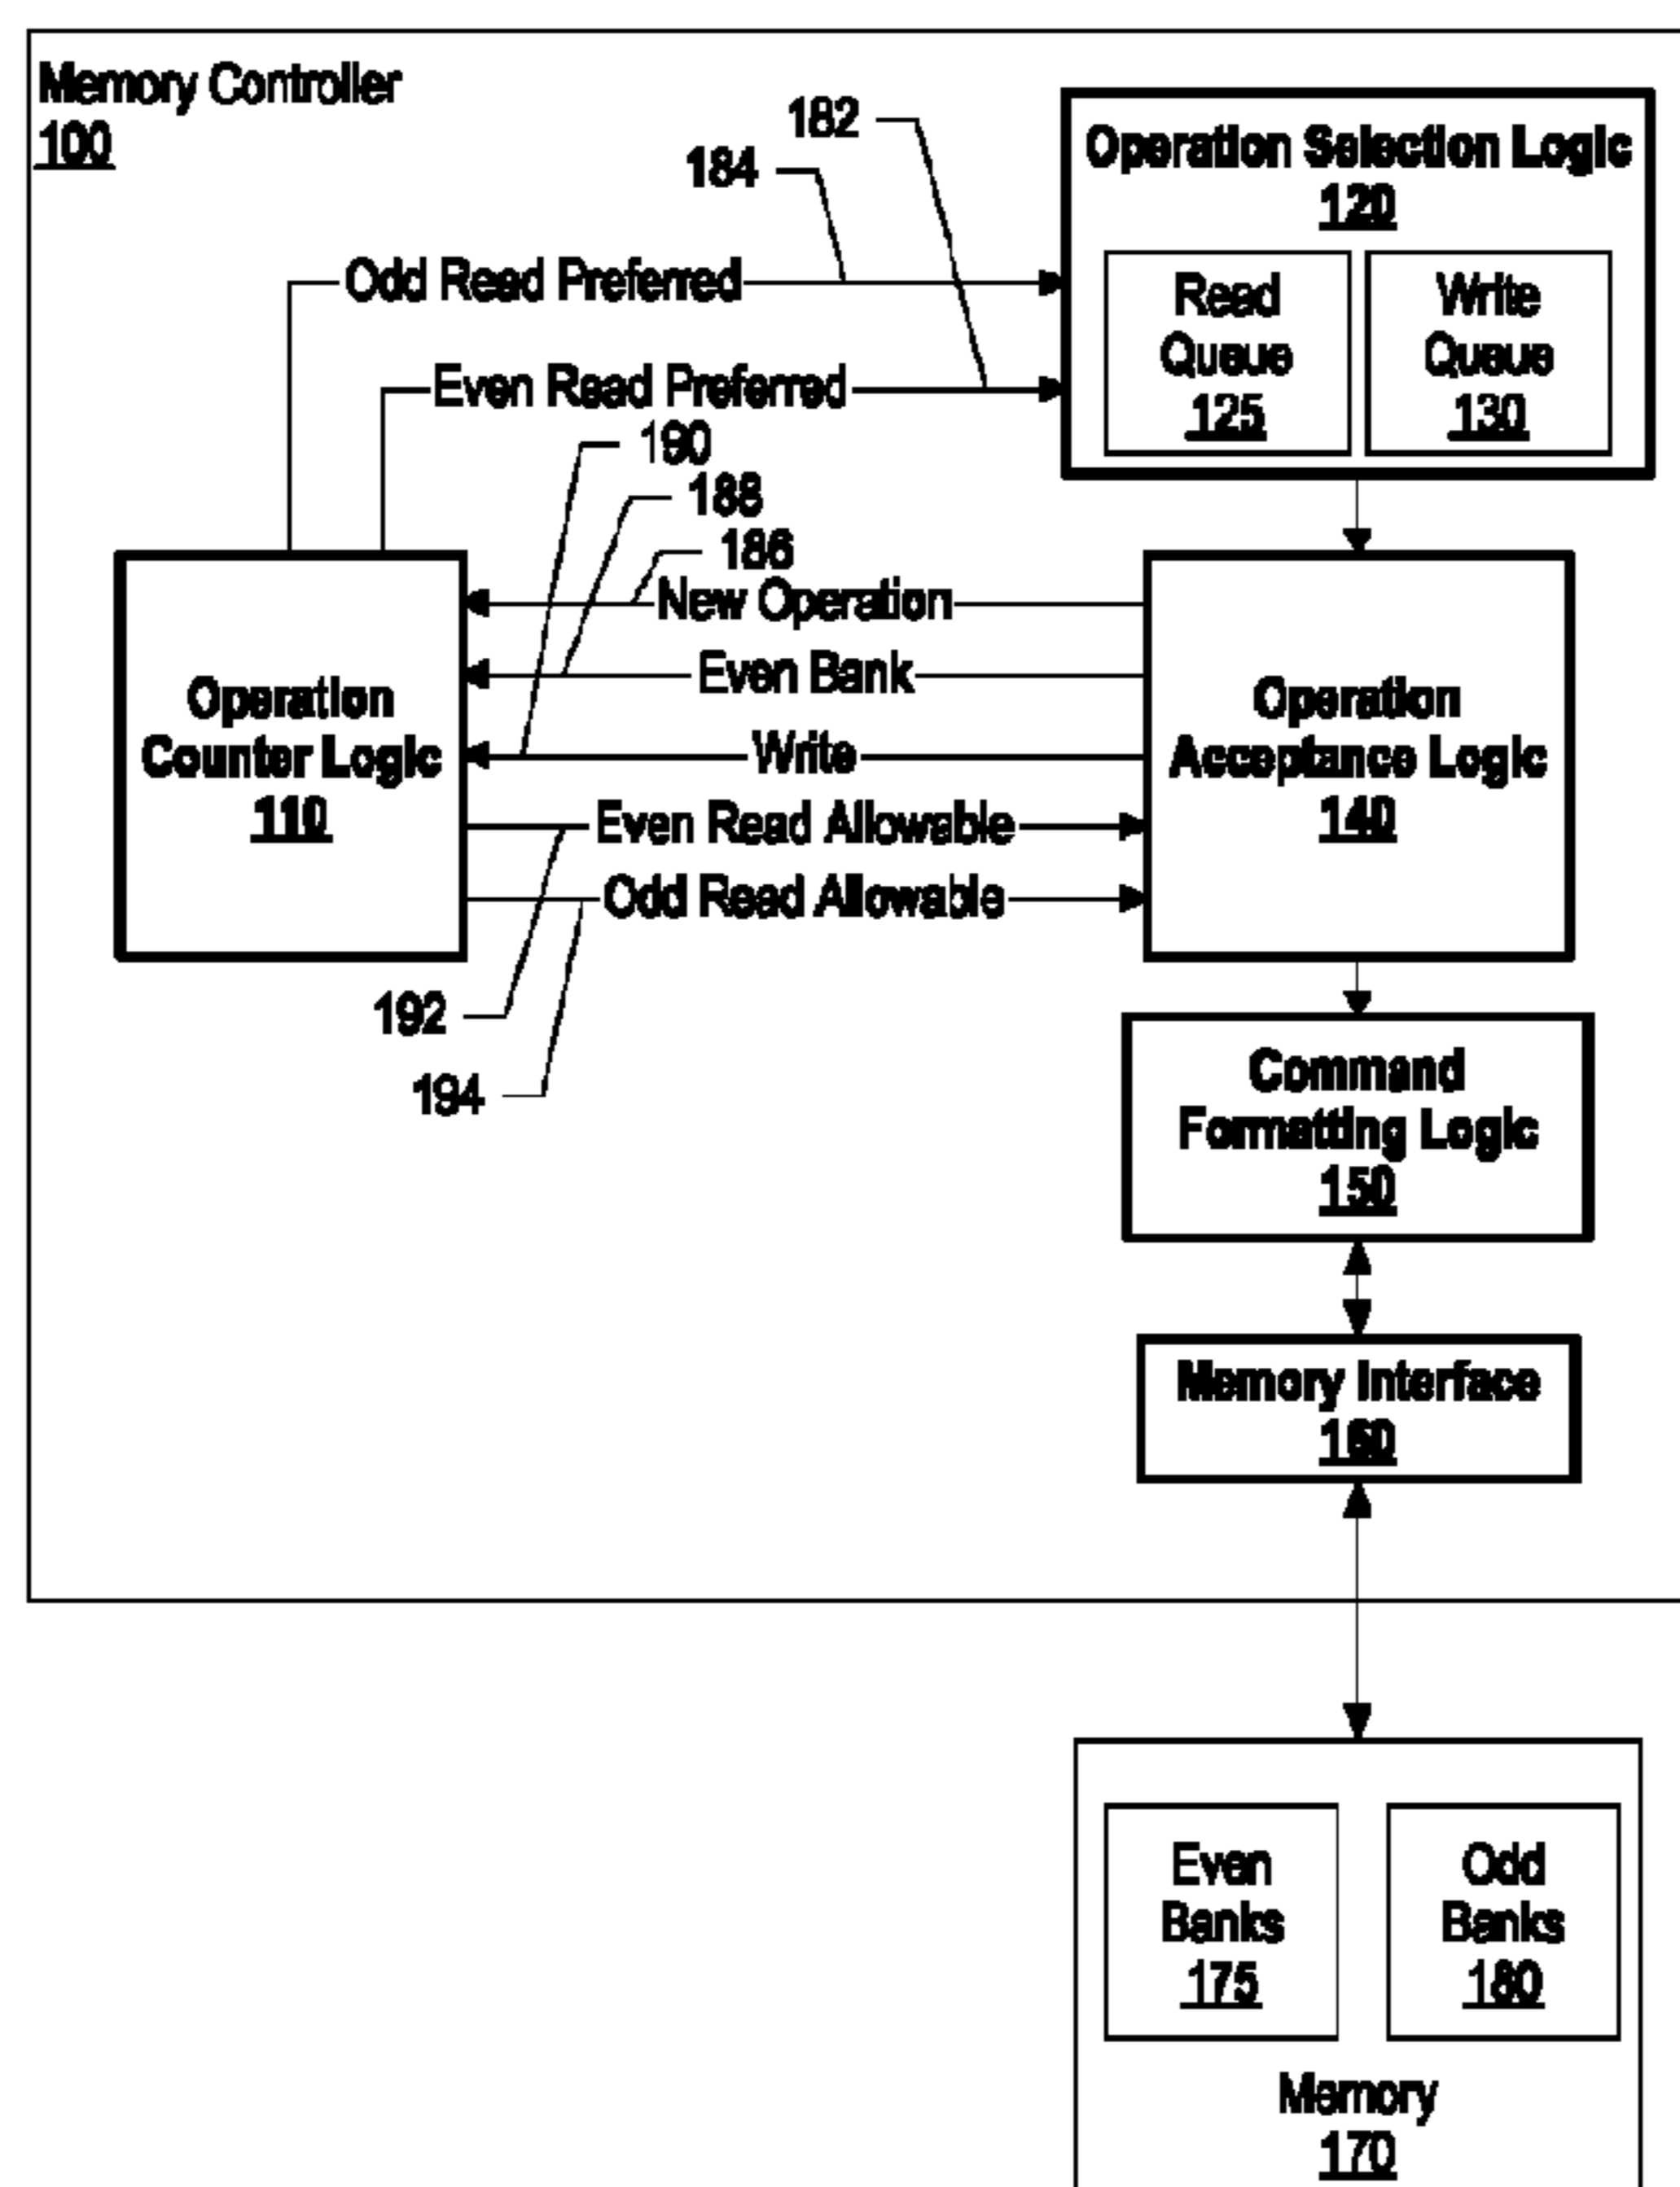 Memory Controller
100
182
184
Operation Selection Logic
120
Read
Queue
125
Write
Queue
130
Odd Read Preferred
Even Read Preferred
190
188
186
New Operation
Even Bank
Write
Even Read Allowable
Odd Read Allowable
Operation
Counter Logic
110
Operation
Acceptance Logic
140
192
194
Command
Formatting Logic
150
Memory Interface
160
Even
Banks
175
Odd
Banks
180
Memory
170